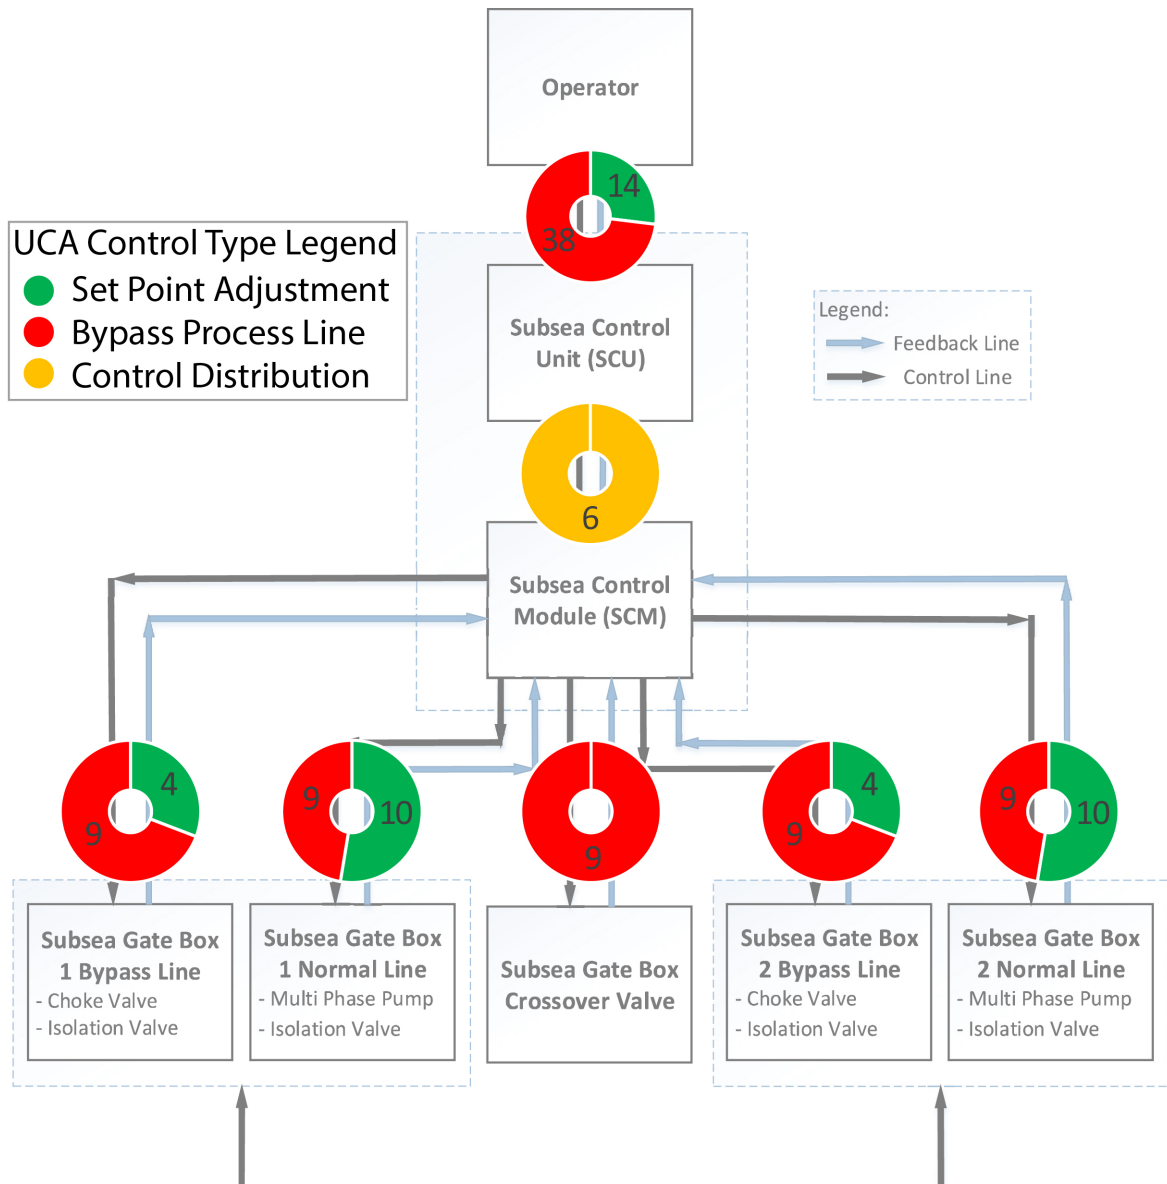 Operator
14
38
UCA Control Type Legend
Set Point Adjustment
Bypass Process Line
Control Distribution
Subsea Control
Unit (SCU)
Legend:
Feedback Line
Control Line
6
Subsea Control
Module (SCM)
4
9
9
10
9
4
9
9
10
Subsea Gate Box
1 Bypass Line
- Choke Valve
- Isolation Valve
Subsea Gate Box
1 Normal Line
- Multi Phase Pump
- Isolation Valve
Subsea Gate Box
Crossover Valve
Subsea Gate Box
2 Bypass Line
- Choke Valve
- Isolation Valve
Subsea Gate Box
2 Normal Line
- Multi Phase Pump
- Isolation Valve